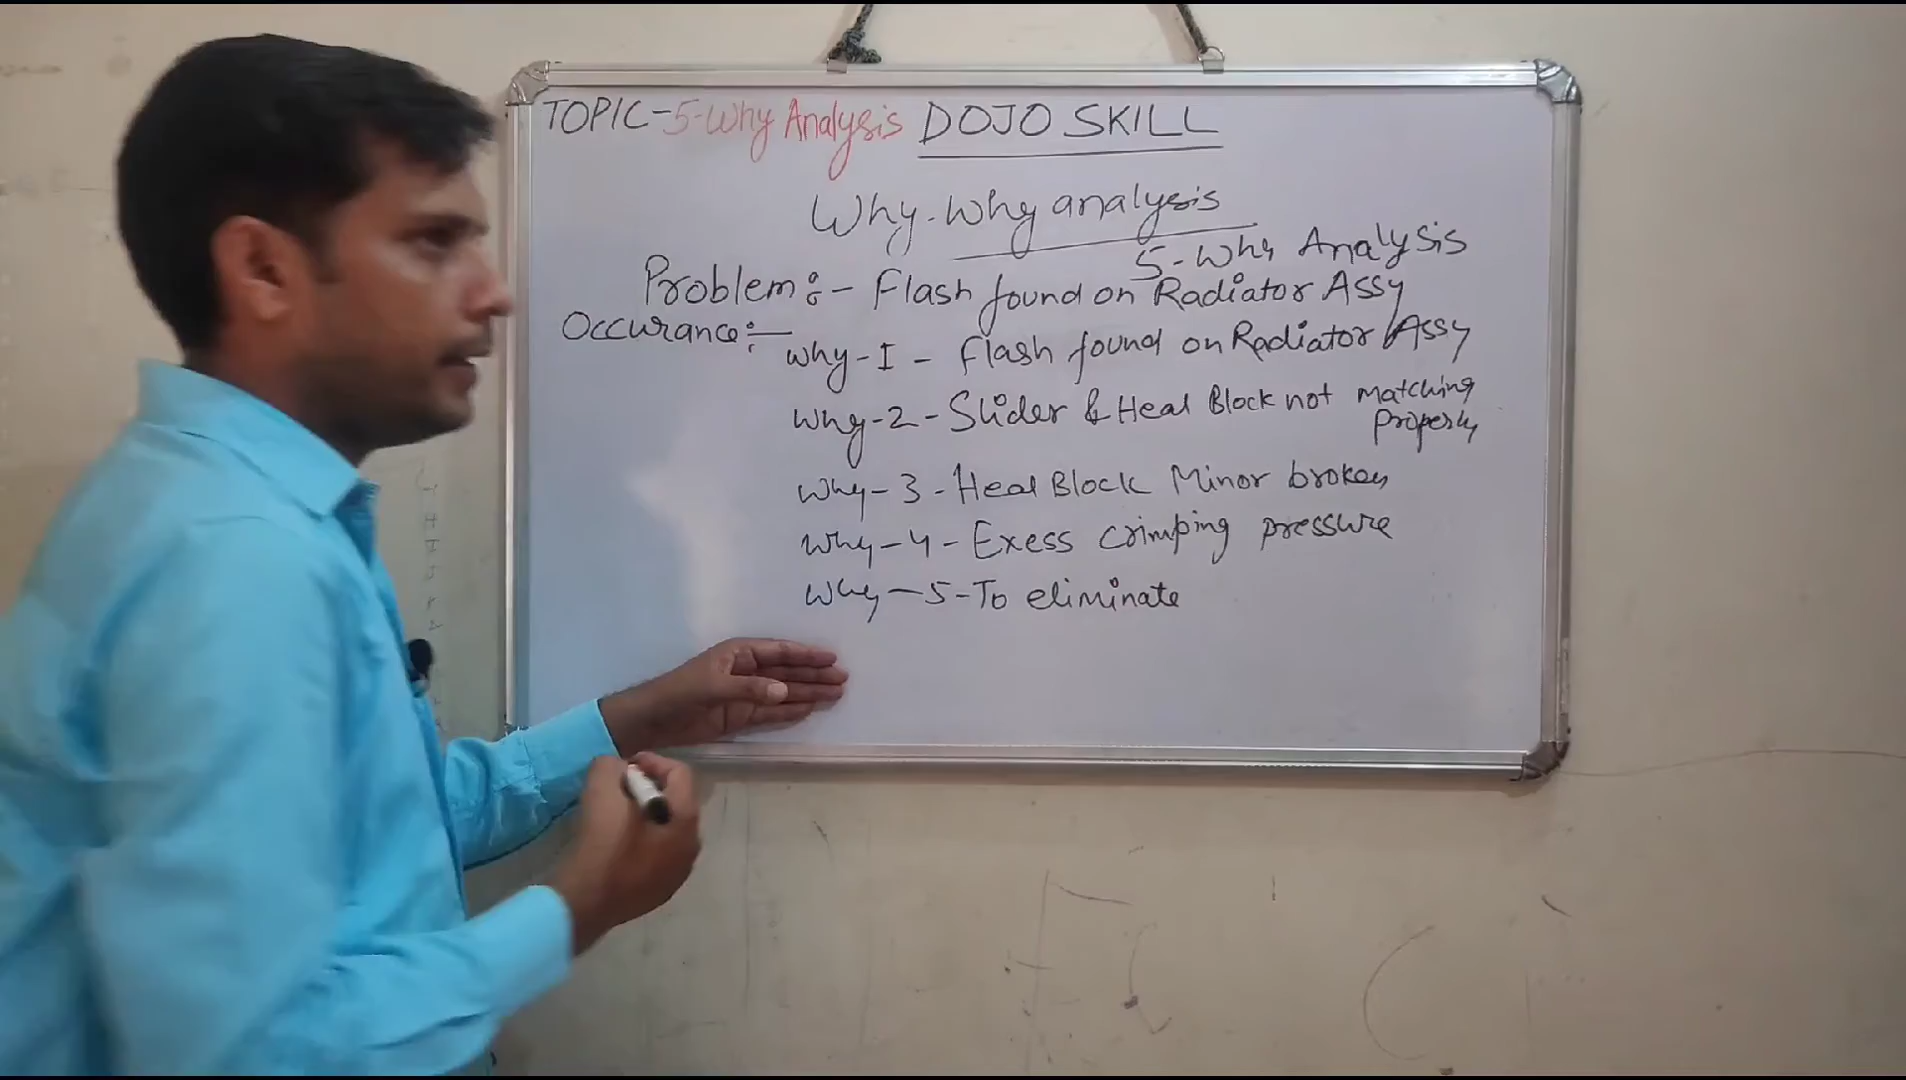 TOPIC-5-Why Analysis DOJO SKILL
Why-Why analysis
5-Why Analysis
Problem:- Flash found on Radiator Assy
Occurance:-
Why-I - Flash found on Radiator Assy
Why-2 - Slider & Heal Block not matching
properly
Why-3 - Heal Block Minor broken
Why-4 - Exess crimping pressure
Why-5-To eliminate